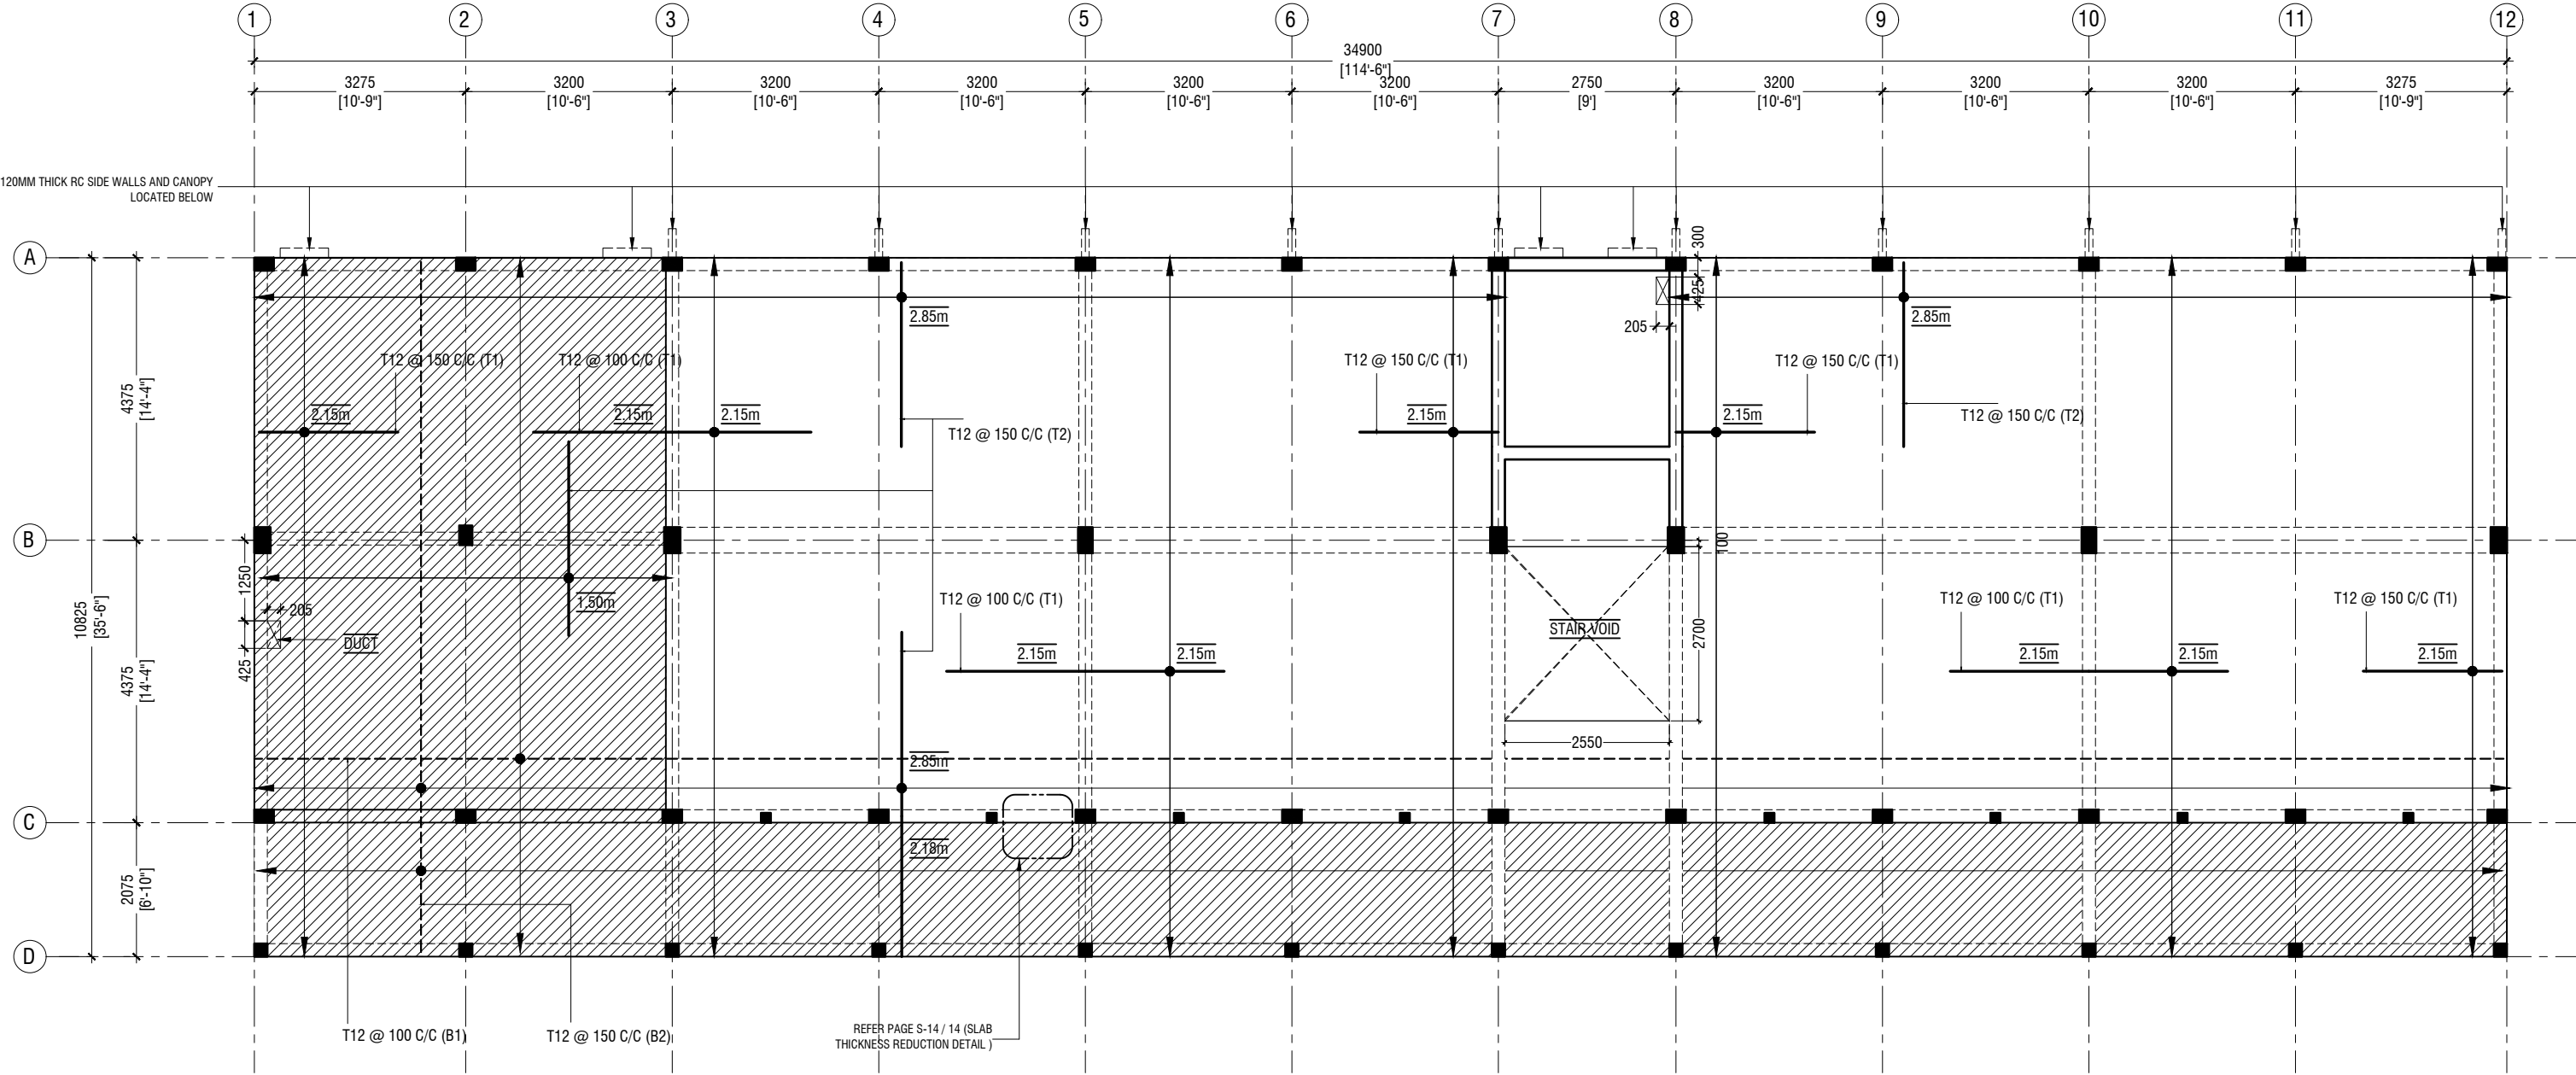 1
2
3
4
5
6
7
8
9
10
11
12
34900
[114'-6"]
3275
[10'-9"]
3200
[10'-6"]
3200
[10'-6"]
3200
[10'-6"]
3200
[10'-6"]
3200
[10'-6"]
2750
[9']
3200
[10'-6"]
3200
[10'-6"]
3200
[10'-6"]
3275
[10'-9"]
120MM THICK RC SIDE WALLS AND CANOPY
LOCATED BELOW
A
B
C
D
10825
[35'-6"]
4375
[14'-4"]
4375
[14'-4"]
2075
[6'-10"]
300
425
205
2.85m
2.85m
T12 @ 150 C/C (T1)
T12 @ 100 C/C (T1)
T12 @ 150 C/C (T1)
T12 @ 150 C/C (T1)
2.15m
2.15m
2.15m
2.15m
2.15m
T12 @ 150 C/C (T2)
T12 @ 150 C/C (T2)
100
1250
205
425
DUCT
1.50m
T12 @ 100 C/C (T1)
2.15m
2.15m
STAIR VOID
2700
2550
T12 @ 100 C/C (T1)
T12 @ 150 C/C (T1)
2.15m
2.15m
2.15m
2.85m
2.18m
T12 @ 100 C/C (B1)
T12 @ 150 C/C (B2)
REFER PAGE S-14 / 14 (SLAB
THICKNESS REDUCTION DETAIL )